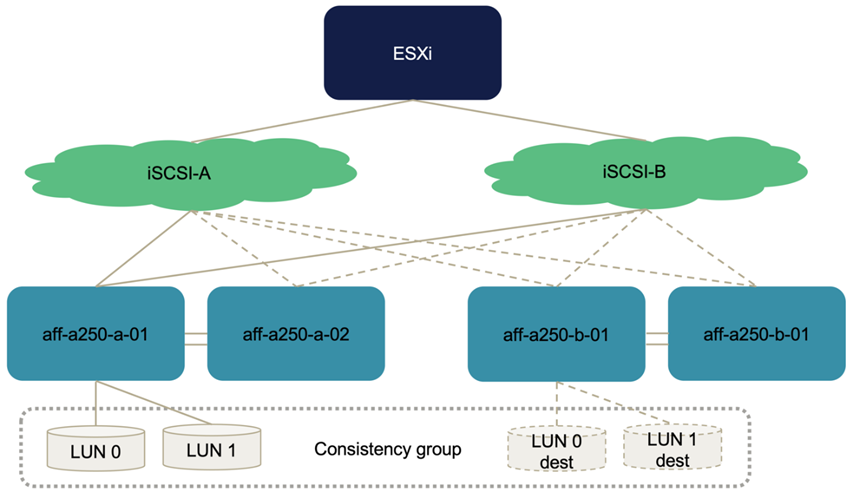 ESXi
iSCSI-A
iSCSI-B
aff-a250-a-01
aff-a250-a-02
aff-a250-b-01
aff-a250-b-01
LUN 0
LUN 1
Consistency group
LUN 0
dest
LUN 1
dest